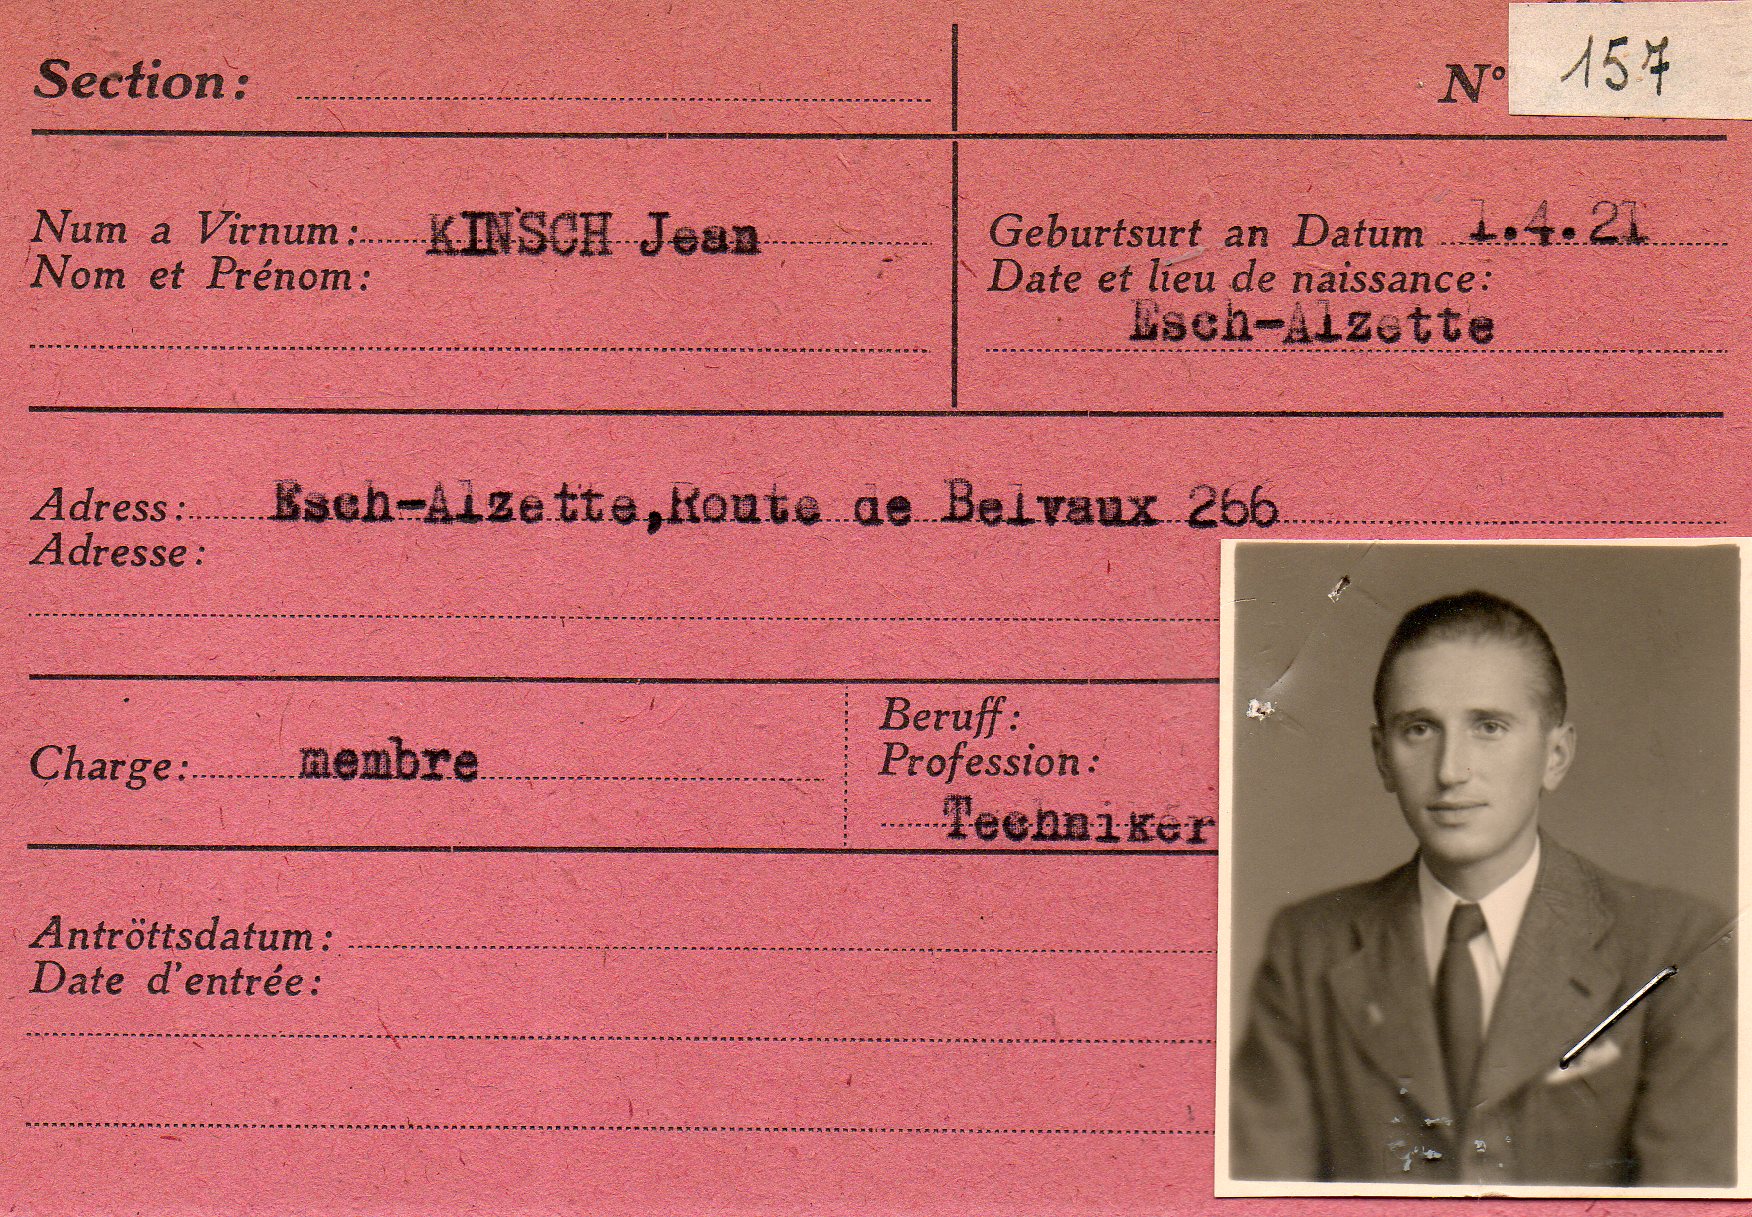 Section:
N° 157
Num a Virnum: KINSCH Jean
Nom et Prénom:
Geburtsurt an Datum 1.4.21
Date et lieu de naissance:
Esch-Alzette
Adress: Esch-Alzette,Route de Belvaux 266
Adresse:
Charge: membre
Beruff:
Profession:
Techniker
Antröttsdatum:
Date d'entrée: